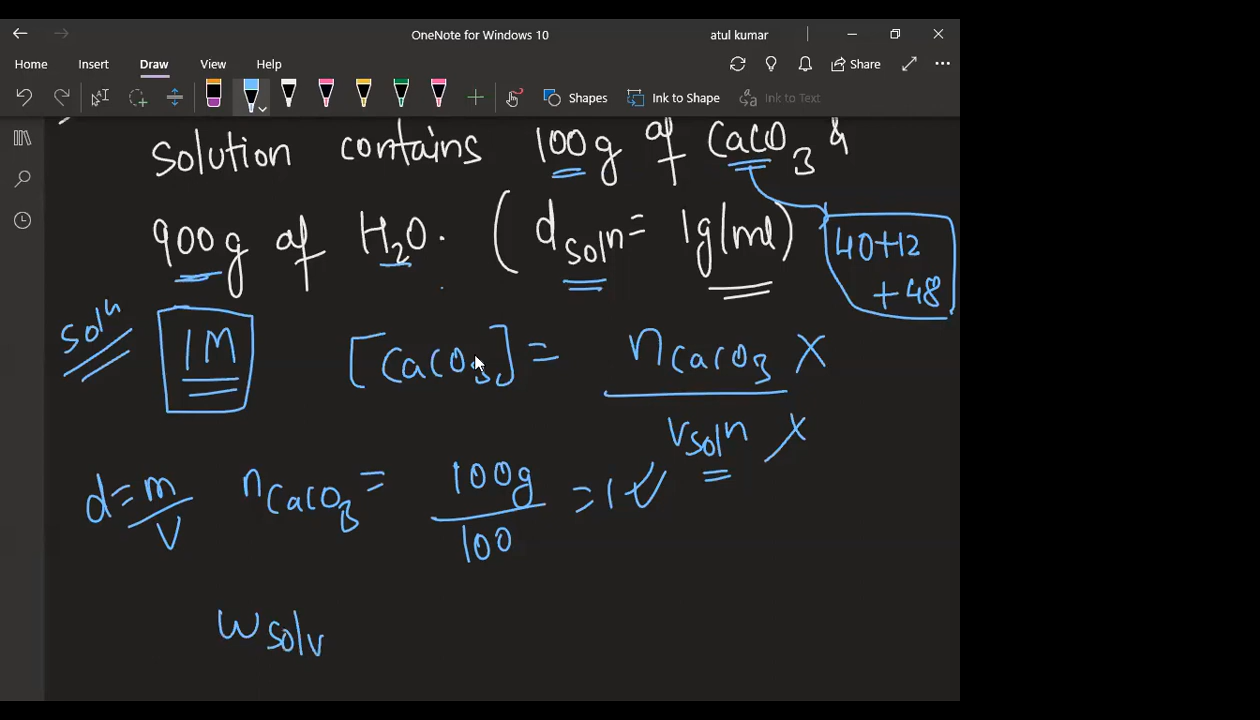 OneNote for Windows 10
atul kumar
Home Insert Draw View Help
Share
Shapes
Ink to Shape
Ink to Text
Solution contains 100g of CaCO3 &
900g of H2O. (dsoln= 1g/ml)
40+12
+48
soln
1M
[CaCO3] = nCaCO3 X
Vsoln X
d=m/V
nCaCO3 = 100g/100 =1 ✓
wsolv